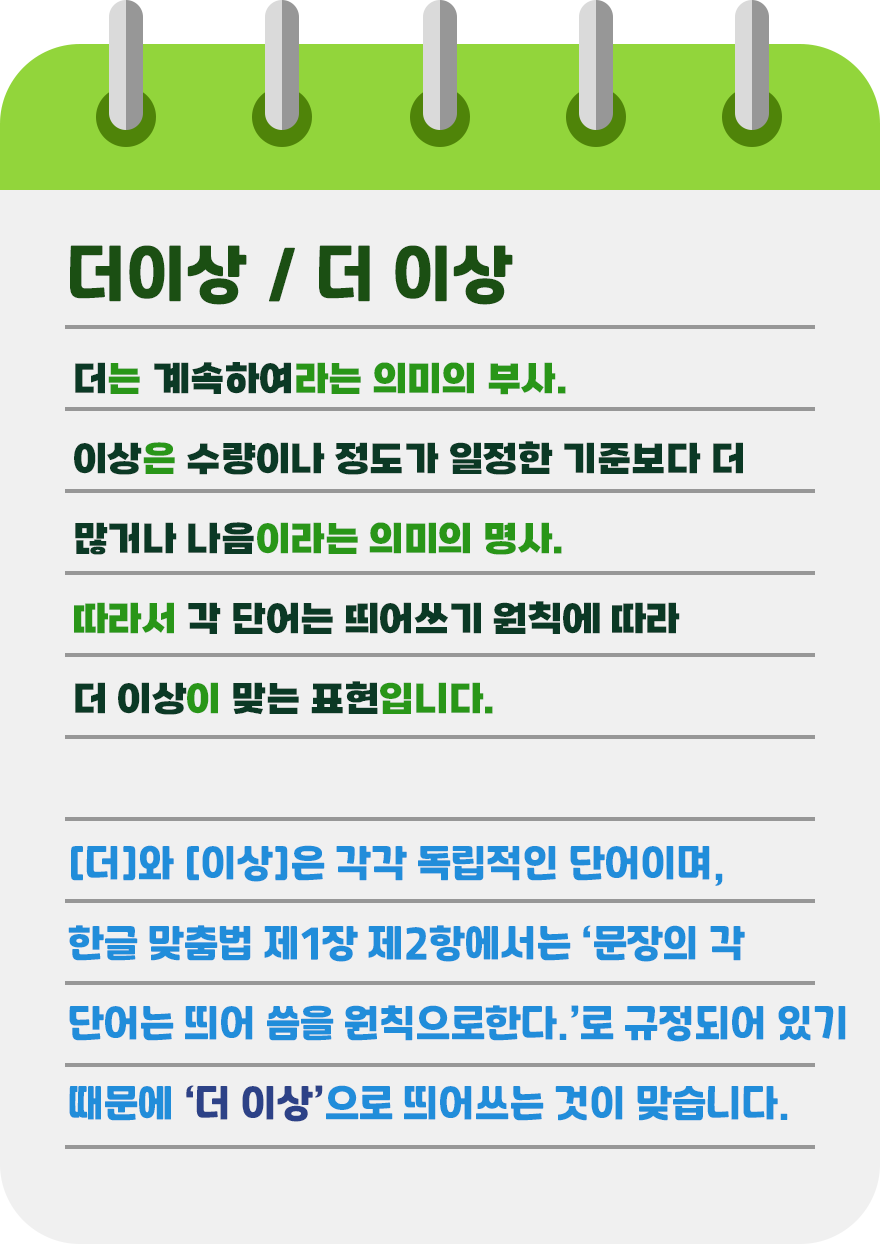 더이상 / 더 이상
더는 계속하여라는 의미의 부사.
이상은 수량이나 정도가 일정한 기준보다 더
많거나 나음이라는 의미의 명사.
따라서 각 단어는 띄어쓰기 원칙에 따라
더 이상이 맞는 표현입니다.
[더]와 [이상]은 각각 독립적인 단어이며,
한글 맞춤법 제1장 제2항에서는 ‘문장의 각
단어는 띄어 씀을 원칙으로한다.’로 규정되어 있기
때문에 ‘더 이상’으로 띄어쓰는 것이 맞습니다.